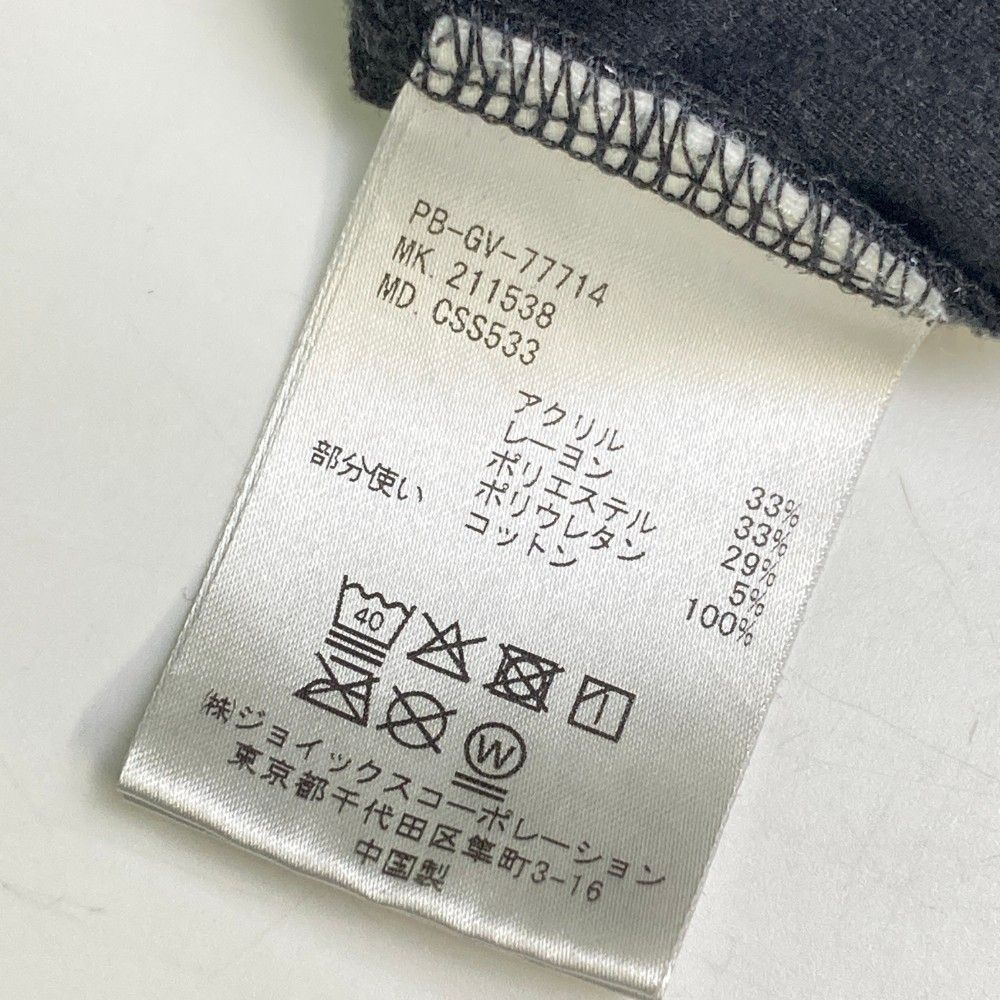 PB-GV-77714
MK. 211538
MD. CSS533
アクリル 33%
レーヨン 33%
ポリエステル 29%
ポリウレタン 5%
部分使い コットン 100%
40
W
(株)ジョイックスコーポレーション
東京都千代田区隼町3-16
中国製